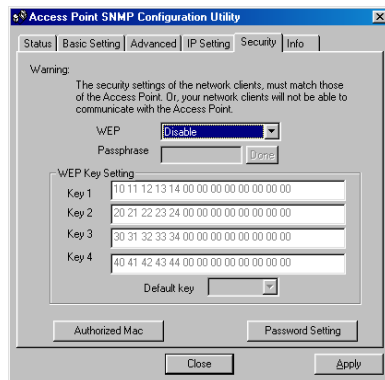 Access Point SNMP Configuration Utility
Status Basic Setting Advanced IP Setting Security Info
Warning:
The security settings of the network clients, must match those
of the Access Point. Or, your network clients will not be able to
communicate with the Access Point.
WEP Disable
Passphrase Done
WEP Key Setting
Key 1 10 11 12 13 14 00 00 00 00 00 00 00 00
Key 2 20 21 22 23 24 00 00 00 00 00 00 00 00
Key 3 30 31 32 33 34 00 00 00 00 00 00 00 00
Key 4 40 41 42 43 44 00 00 00 00 00 00 00 00
Default key
Authorized Mac Password Setting
Close Apply